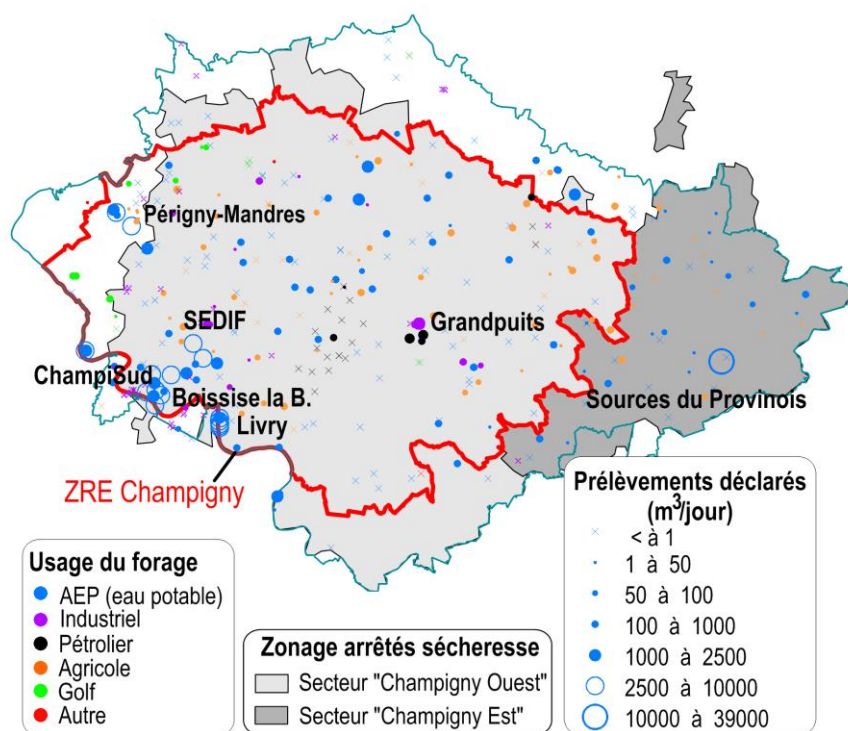 Périgny-Mandres
SEDIF
Grandpuits
ChampiSud
Boissise la B.
Livry
Sources du Provinois
ZRE Champigny
Usage du forage
AEP (eau potable)
Industriel
Pétrolier
Agricole
Golf
Autre
Zonage arrêtés sécheresse
Secteur "Champigny Ouest"
Secteur "Champigny Est"
Prélèvements déclarés
(m³/jour)
< à 1
1 à 50
50 à 100
100 à 1000
1000 à 2500
2500 à 10000
10000 à 39000